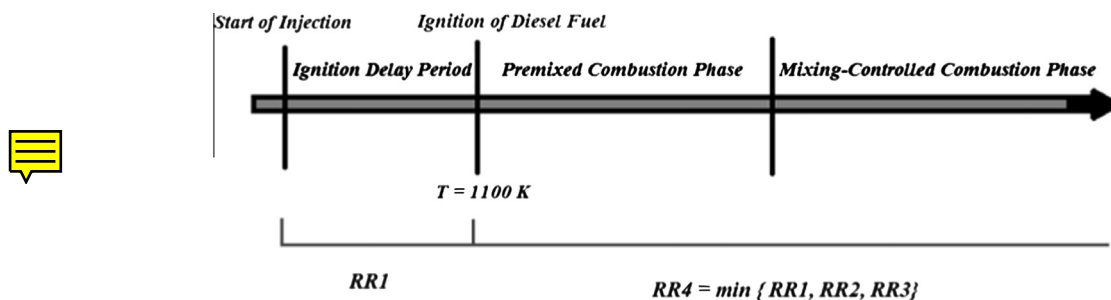 Start of Injection
Ignition of Diesel Fuel
Ignition Delay Period
Premixed Combustion Phase
Mixing-Controlled Combustion Phase
T = 1100 K
RR1
RR4 = min { RR1, RR2, RR3}